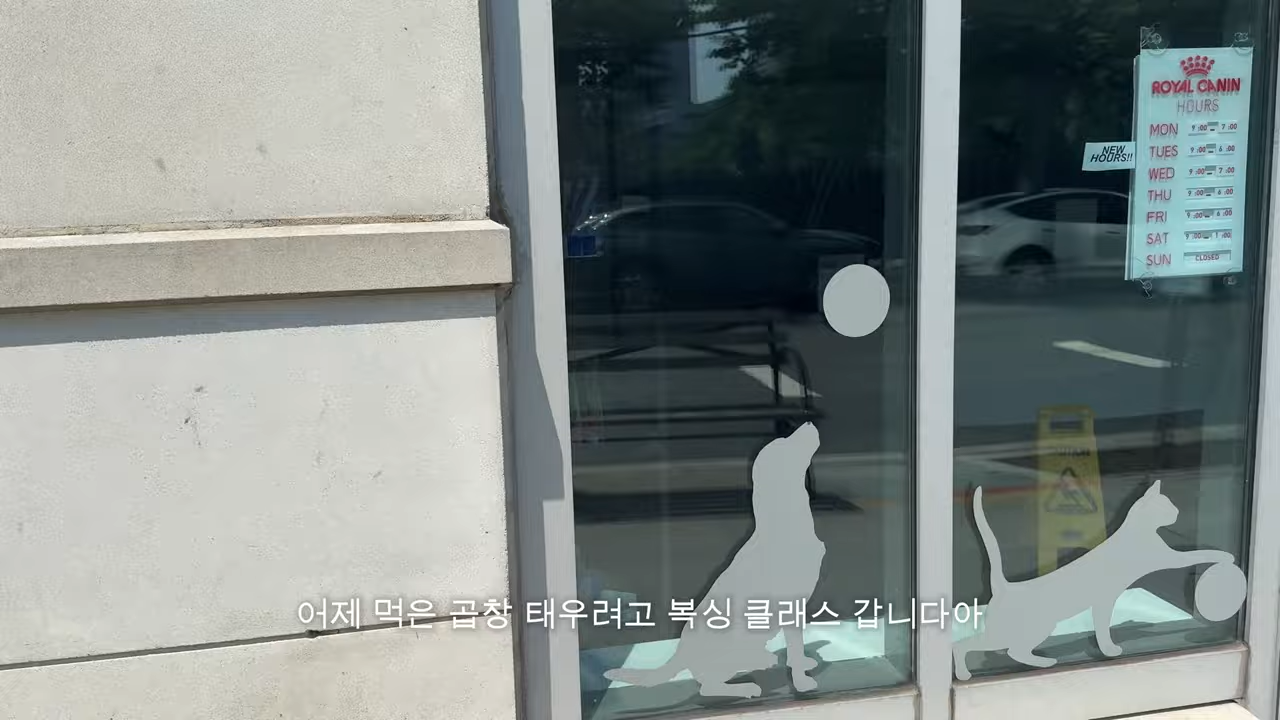 ROYAL CANIN
HOURS
MON 9:00 - 7:00
NEW
HOURS!!
TUES 9:00 - 6:00
WED 9:00 - 7:00
THU 9:00 - 6:00
FRI 9:00 - 6:00
SAT 9:00 - 1:00
SUN CLOSED
CAUTION
어제 먹은 곱창 태우려고 복싱 클래스 갑니다아